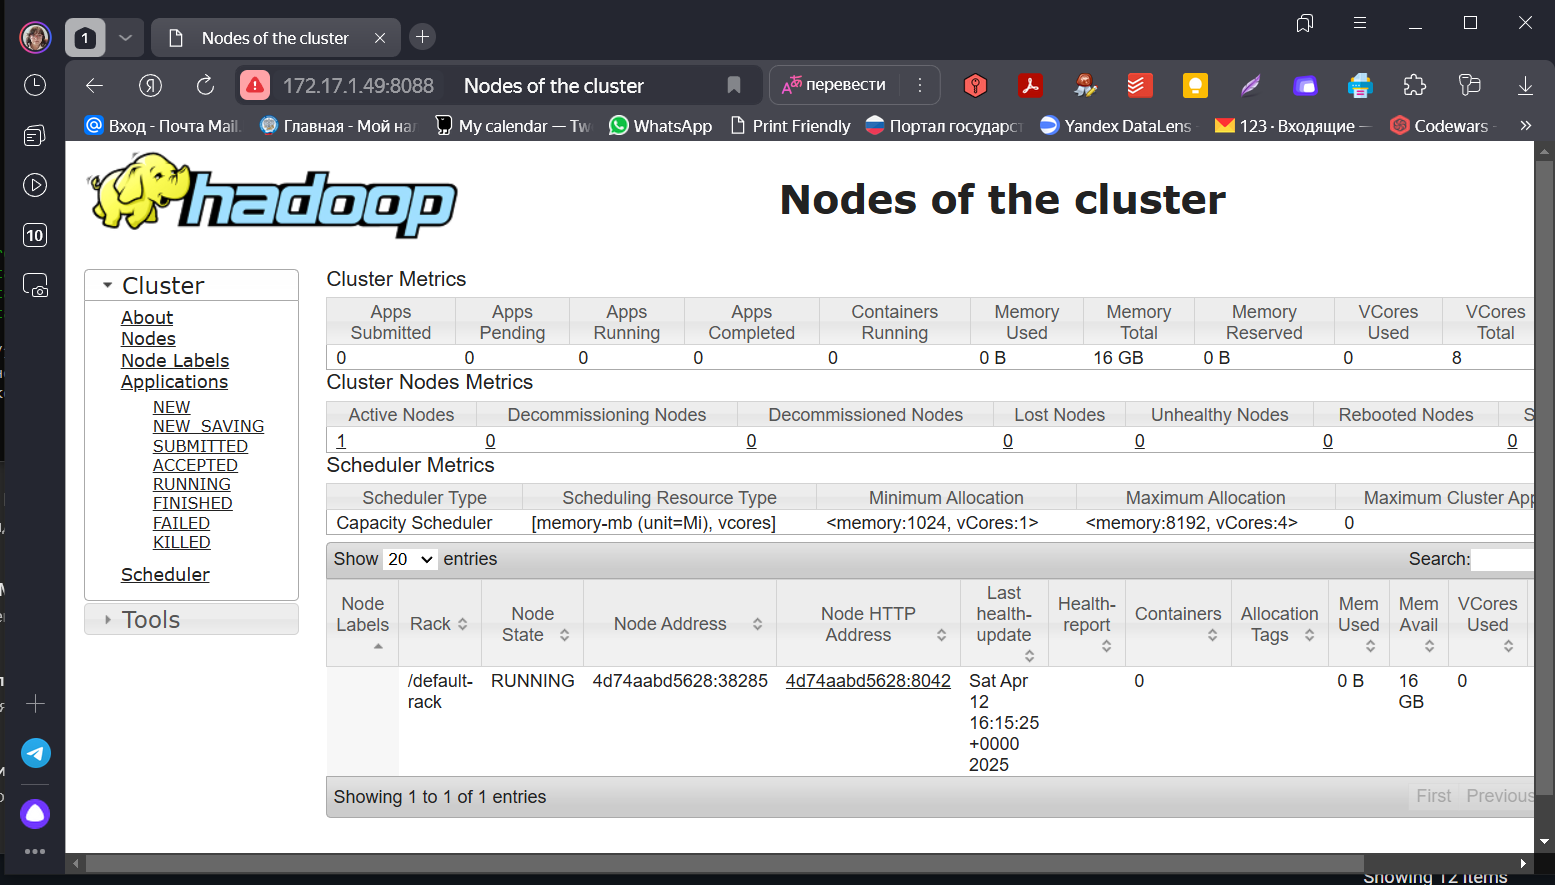 1
Nodes of the cluster
172.17.1.49:8088
Nodes of the cluster
перевести
Вход - Почта Mail.
Главная - Мой на
My calendar — Tw
WhatsApp
Print Friendly
Портал государст
Yandex DataLens
123 · Входящие —
Codewars -
10
hadoop
Nodes of the cluster
Cluster
About
Nodes
Node Labels
Applications
NEW
NEW_SAVING
SUBMITTED
ACCEPTED
RUNNING
FINISHED
FAILED
KILLED
Scheduler
Tools
Cluster Metrics
Apps Submitted Apps Pending Apps Running Apps Completed Containers Running Memory Used Memory Total Memory Reserved VCores Used VCores Total
0 0 0 0 0 0 B 16 GB 0 B 0 8
Cluster Nodes Metrics
Active Nodes Decommissioning Nodes Decommissioned Nodes Lost Nodes Unhealthy Nodes Rebooted Nodes S
1 0 0 0 0 0 0
Scheduler Metrics
Scheduler Type Scheduling Resource Type Minimum Allocation Maximum Allocation Maximum Cluster App
Capacity Scheduler [memory-mb (unit=Mi), vcores] <memory:1024, vCores:1> <memory:8192, vCores:4> 0
Show 20 entries Search:
Node Labels Rack Node State Node Address Node HTTP Address Last health-update Health-report Containers Allocation Tags Mem Used Mem Avail VCores Used
/default-rack RUNNING 4d74aabd5628:38285 4d74aabd5628:8042 Sat Apr 12 16:15:25 +0000 2025 0 0 B 16 GB 0
Showing 1 to 1 of 1 entries First Previous
Showing 12 items